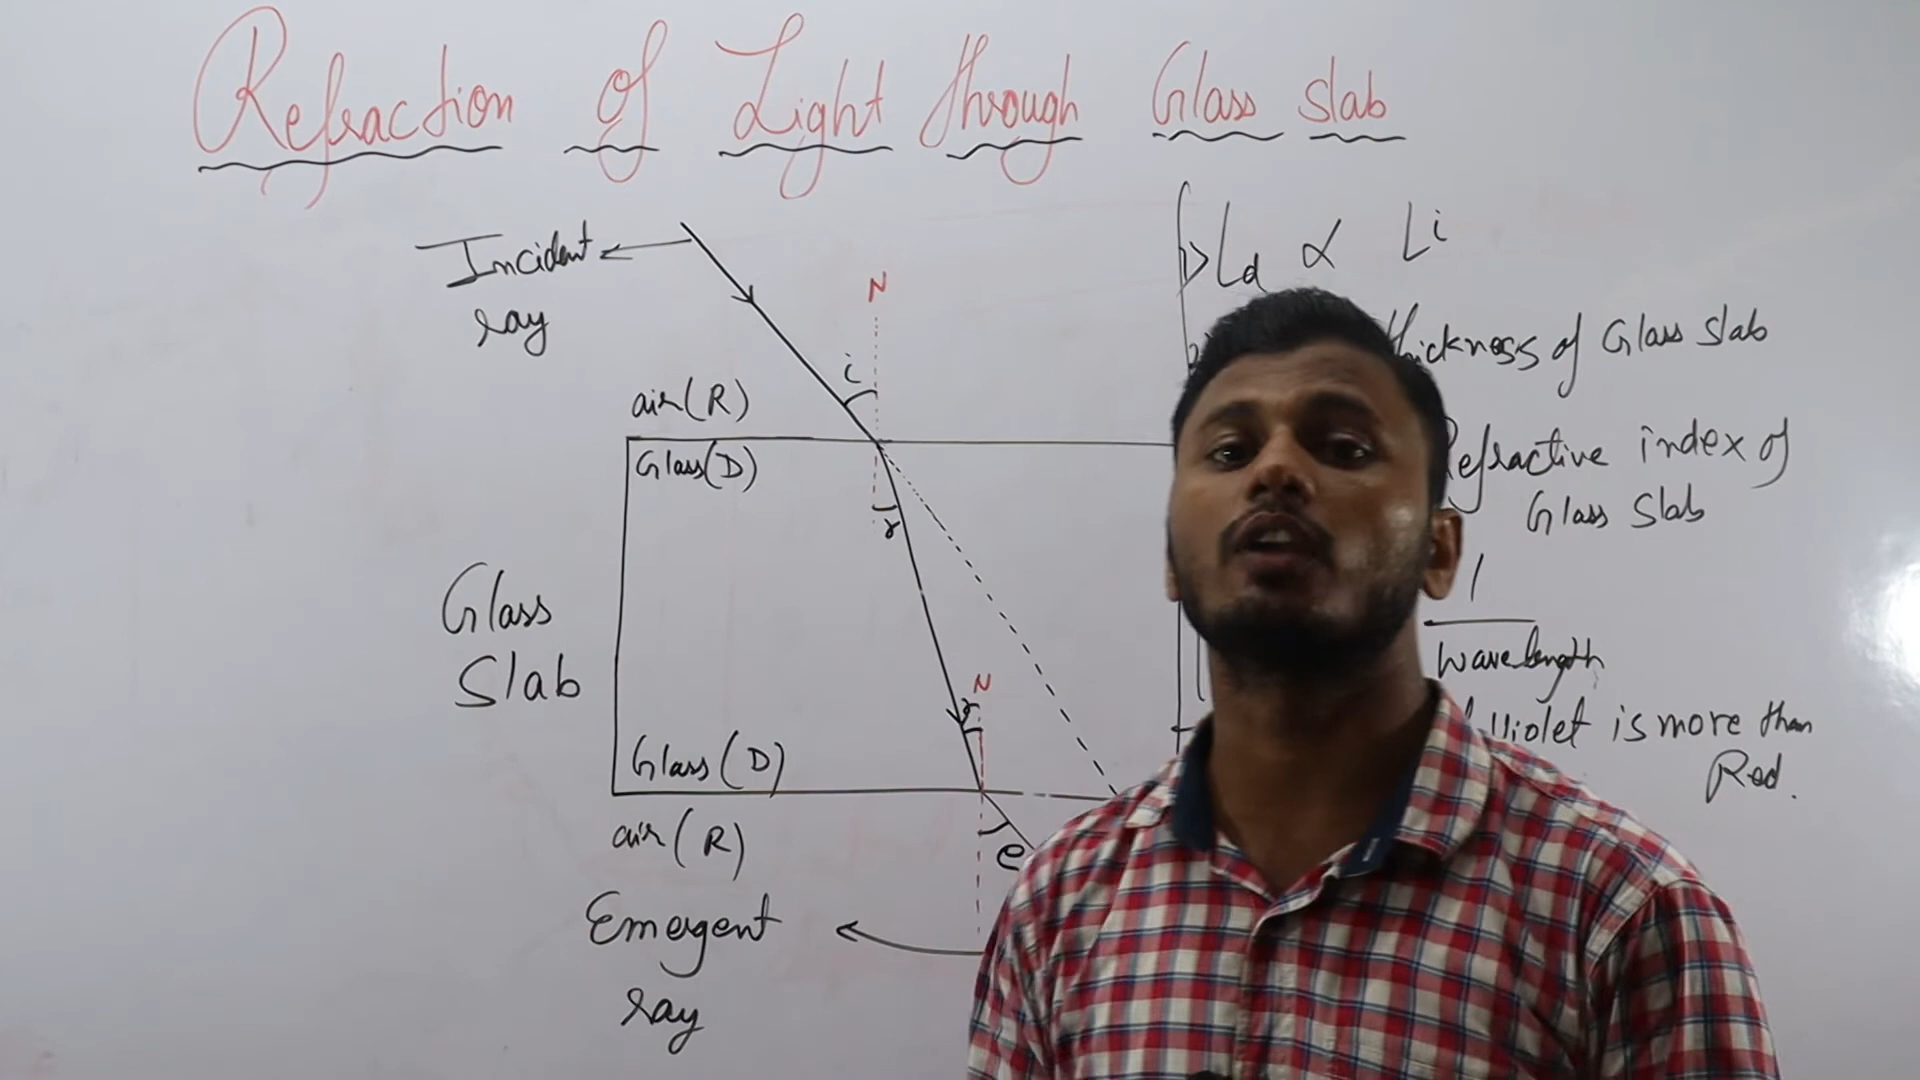 Refraction of Light through Glass Slab
Incident
ray
N
i
air (R)
Glass (D)
r
Glass
Slab
N
r
Glass (D)
air (R)
e
Emergent
ray
1> Ld ∝ Li
thickness of Glass Slab
Refractive index of
Glass Slab
1
Wavelength
Violet is more than
Red.